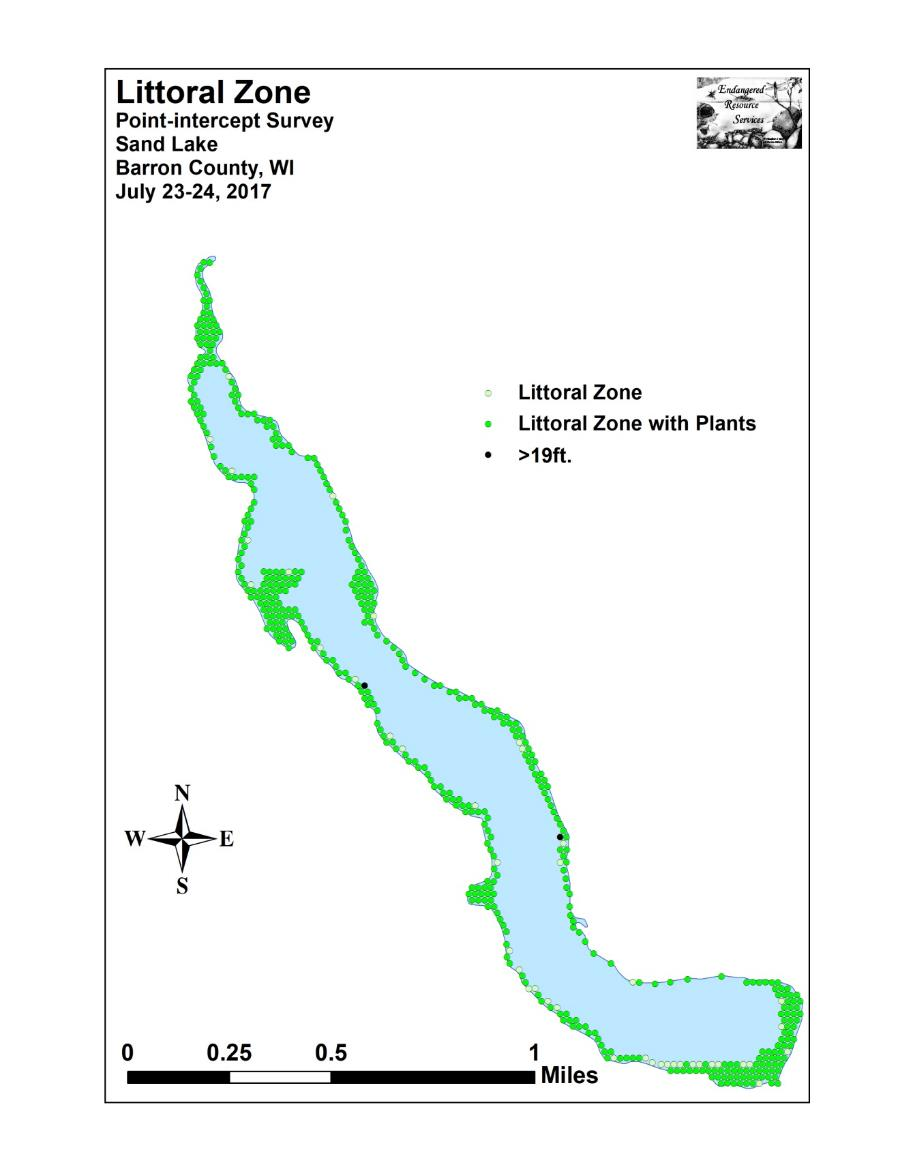 Littoral Zone
Point-intercept Survey
Sand Lake
Barron County, WI
July 23-24, 2017
Endangered
Resource
Services
Littoral Zone
Littoral Zone with Plants
>19ft.
N
W E
S
0 0.25 0.5 1
Miles